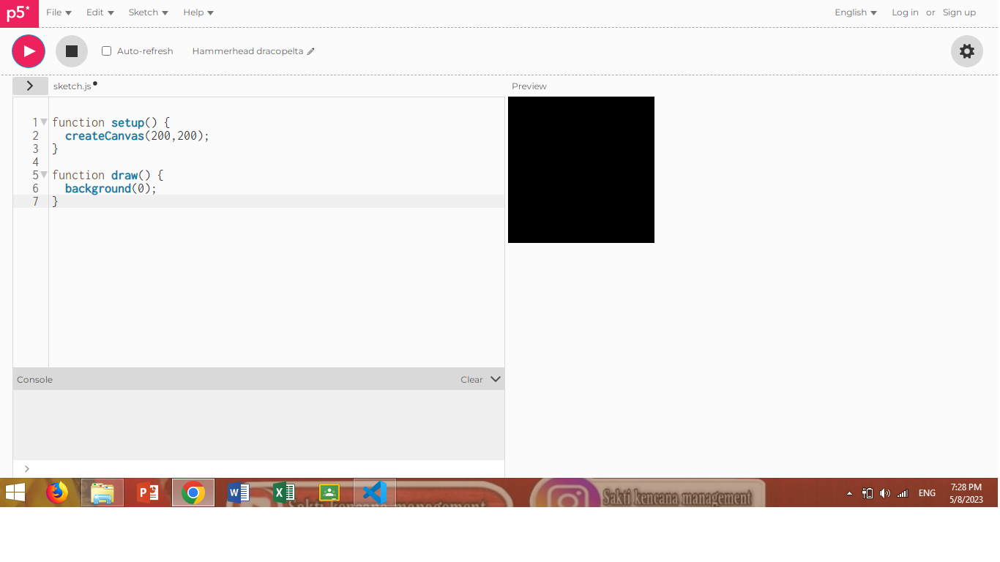 p5* File Edit Sketch Help English Log in or Sign up
Auto-refresh Hammerhead dracopelta
sketch.js Preview
1 function setup() {
2 createCanvas(200,200);
3 }
4
5 function draw() {
6 background(0);
7 }
Console Clear
>
Sakti kencana management Sakti kencana management ENG 7:28 PM
5/8/2023